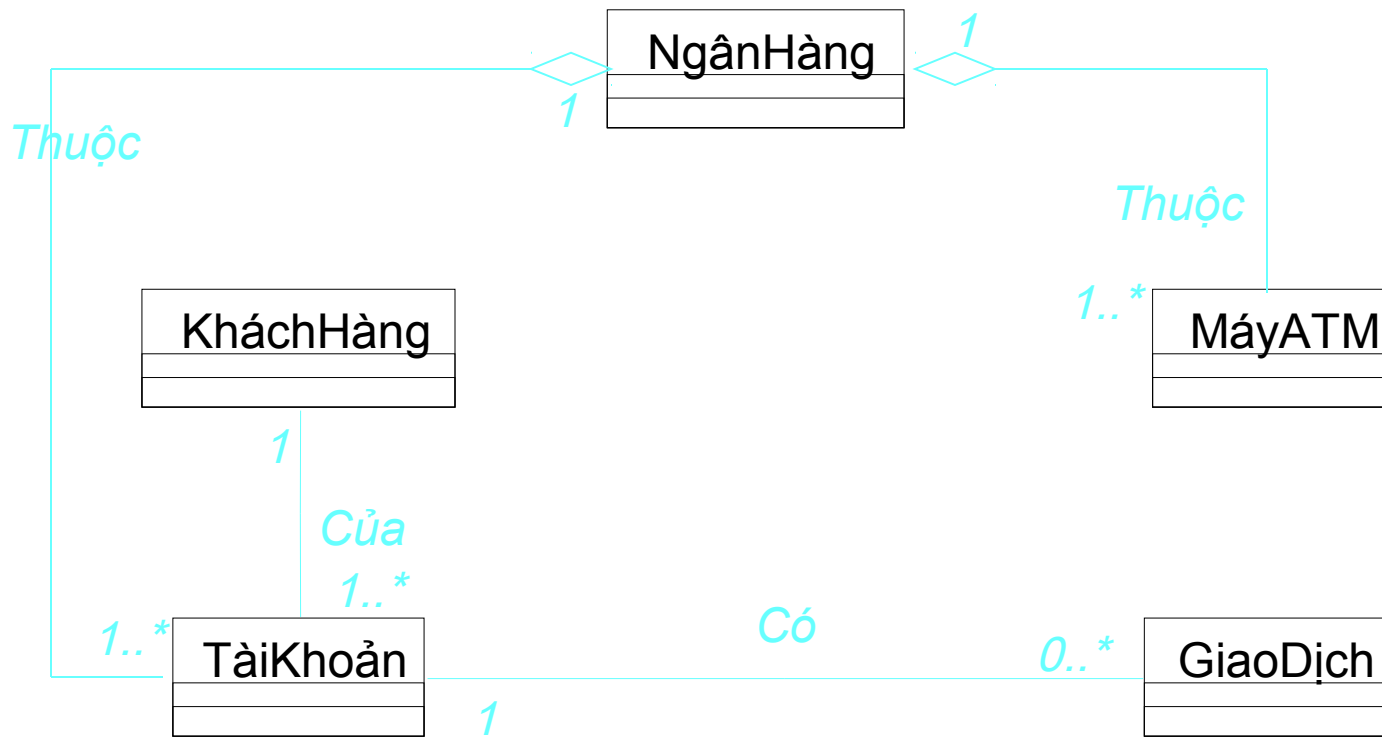 1
NgânHàng
1
Thuộc
Thuộc
1..*
KháchHàng
MáyATM
1
Của
1..*
1..*
Có
0..*
TàiKhoản
GiaoDịch
1